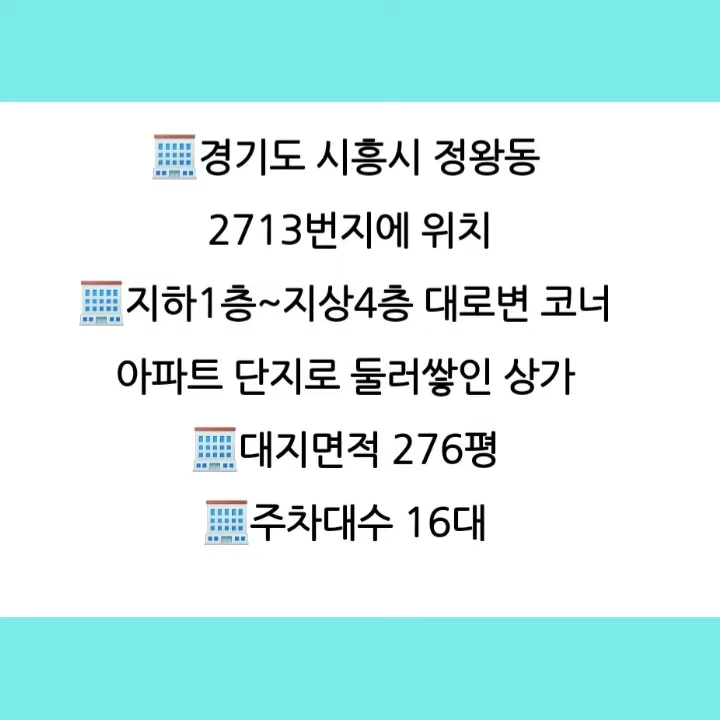 🏢경기도 시흥시 정왕동
2713번지에 위치
🏢지하1층~지상4층 대로변 코너
아파트 단지로 둘러쌓인 상가
🏢대지면적 276평
🏢주차대수 16대